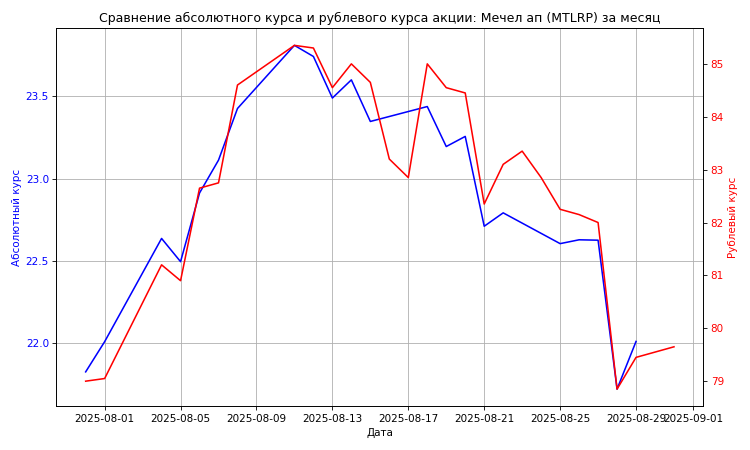 Сравнение абсолютного курса и рублевого курса акции: Мечел ап (MTLRP) за месяц
Абсолютный курс
23.5
23.0
22.5
22.0
85
84
83
82
81
80
79
Рублевый курс
2025-08-01 2025-08-05 2025-08-09 2025-08-13 2025-08-17 2025-08-21 2025-08-25 2025-08-29 2025-09-01
Дата